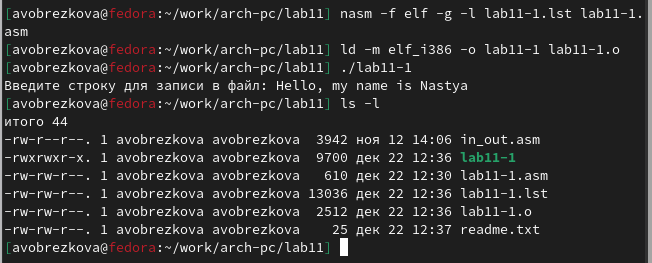 [avobrezkova@fedora:~/work/arch-pc/lab11] nasm -f elf -g -l lab11-1.lst lab11-1.
asm
[avobrezkova@fedora:~/work/arch-pc/lab11] ld -m elf_i386 -o lab11-1 lab11-1.o
[avobrezkova@fedora:~/work/arch-pc/lab11] ./lab11-1
Введите строку для записи в файл: Hello, my name is Nastya
[avobrezkova@fedora:~/work/arch-pc/lab11] ls -l
итого 44
-rw-r--r--. 1 avobrezkova avobrezkova  3942 ноя 12 14:06 in_out.asm
-rwxrwxr-x. 1 avobrezkova avobrezkova  9700 дек 22 12:36 lab11-1
-rw-rw-r--. 1 avobrezkova avobrezkova   610 дек 22 12:30 lab11-1.asm
-rw-rw-r--. 1 avobrezkova avobrezkova 13036 дек 22 12:36 lab11-1.lst
-rw-rw-r--. 1 avobrezkova avobrezkova  2512 дек 22 12:36 lab11-1.o
-rw-rw-r--. 1 avobrezkova avobrezkova    25 дек 22 12:37 readme.txt
[avobrezkova@fedora:~/work/arch-pc/lab11]